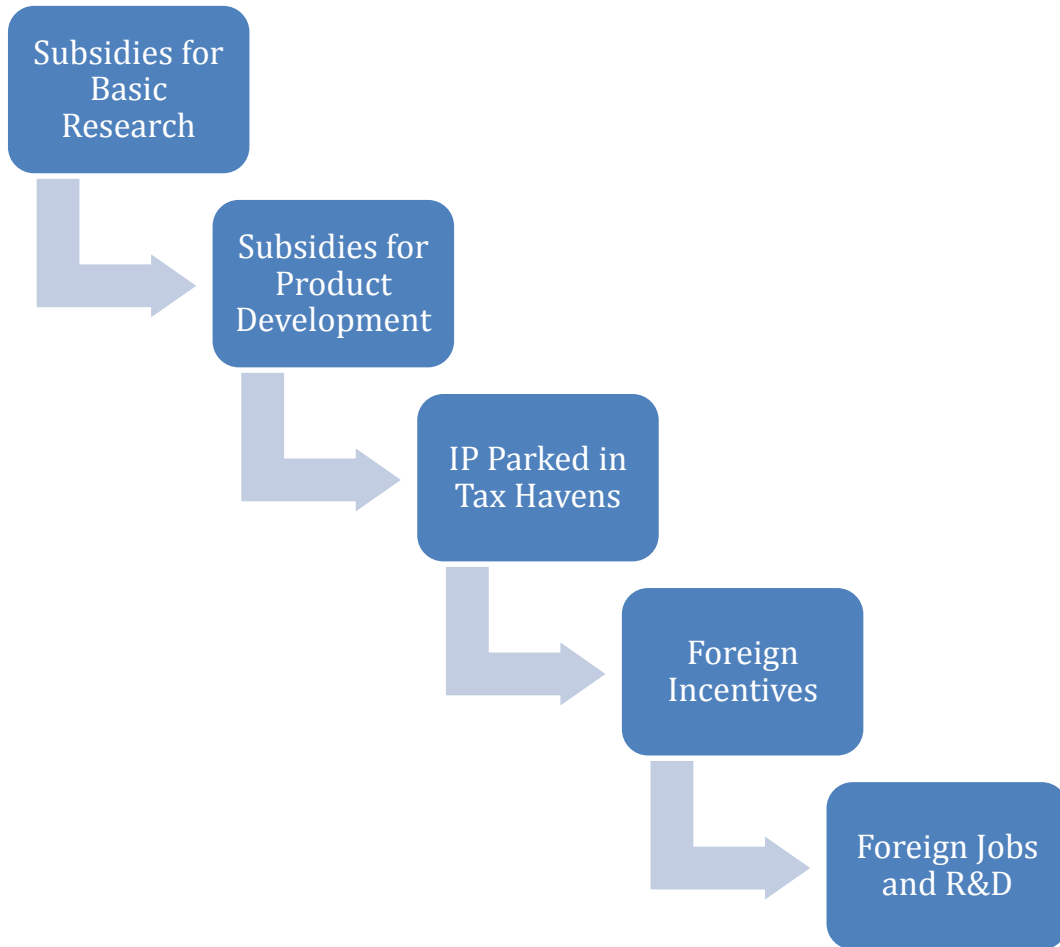 Subsidies for
Basic
Research
Subsidies for
Product
Development
IP Parked in
Tax Havens
Foreign
Incentives
Foreign Jobs
and R&D